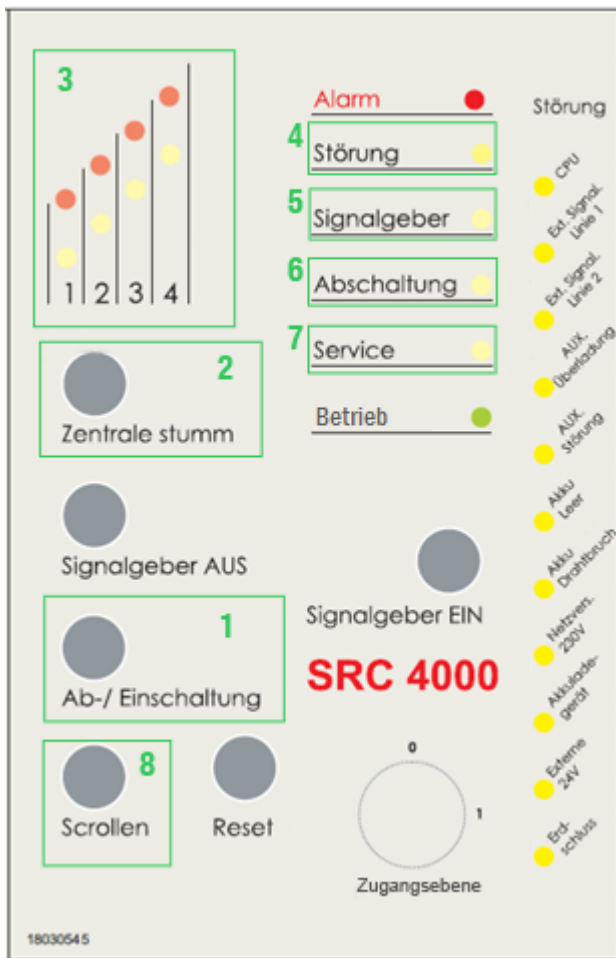 3
1 2 3 4
2
Zentrale stumm
Signalgeber AUS
1
Ab-/ Einschaltung
8
Scrollen
Reset
Alarm
4
Störung
5
Signalgeber
6
Abschaltung
7
Service
Betrieb
Signalgeber EIN
SRC 4000
0
1
Zugangsebene
Störung
CPU
Ext. Signal.
Linie 1
Ext. Signal.
Linie 2
AUX.
Überladung
AUX.
Störung
Akku
Leer
Akku
Drahtbruch
Netzvers.
230V
Akkulade-
gerät
Externe
24V
Erd-
schluss
18030545